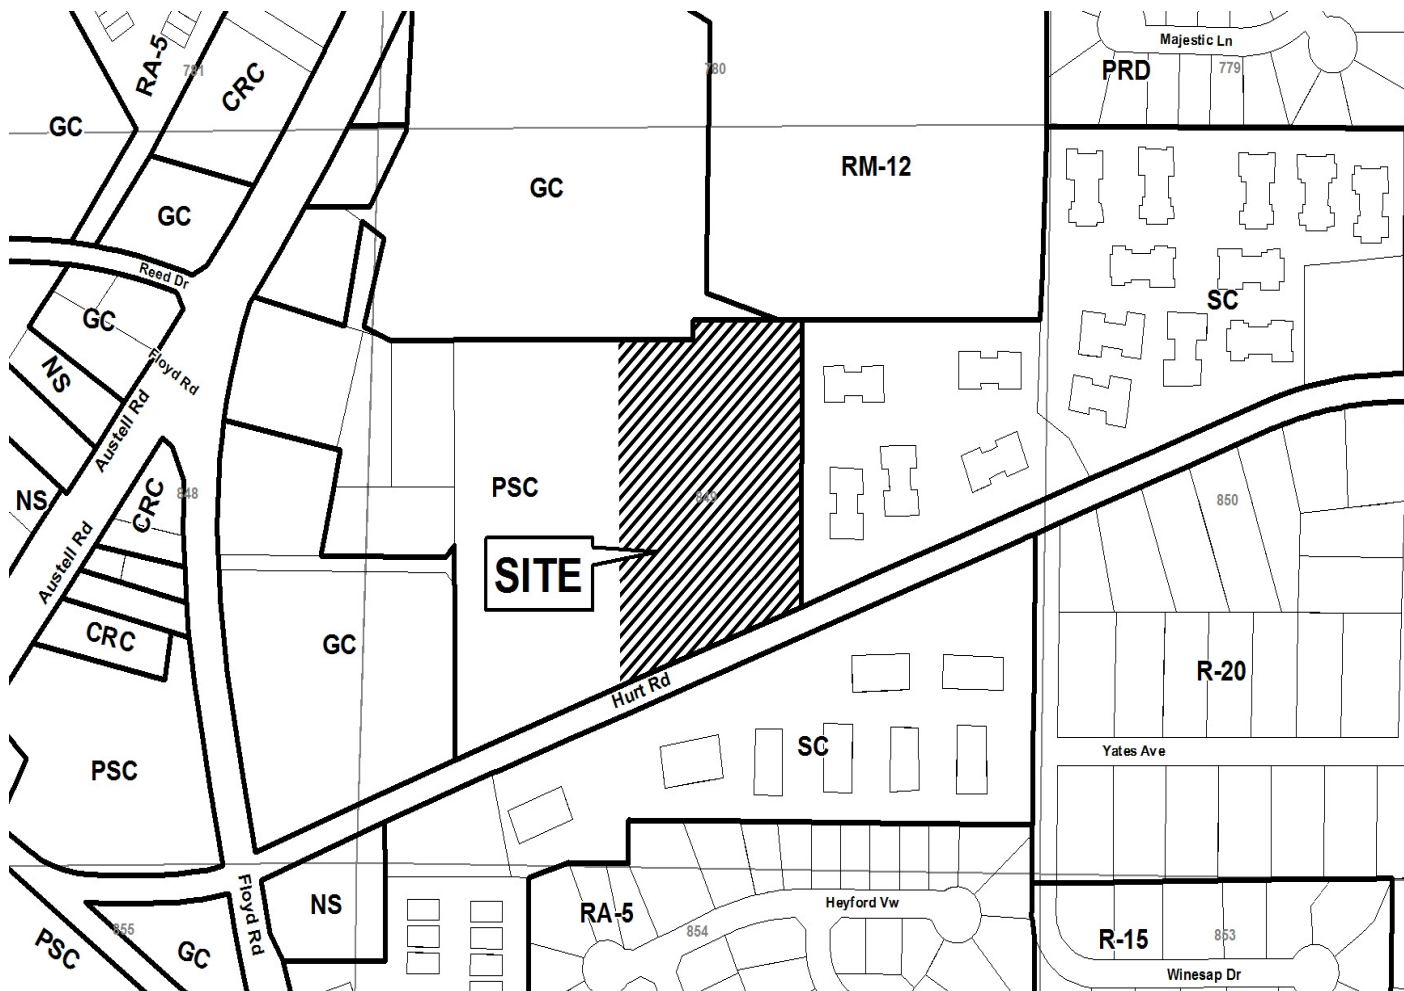 Majestic Ln
RA-5
781
CRC
780
PRD
779
GC
GC
RM-12
GC
Reed Dr
SC
GC
Floyd Rd
NS
Austell Rd
PSC
NS
CRC
848
849
850
Austell Rd
SITE
CRC
GC
R-20
Hurt Rd
SC
Yates Ave
PSC
Floyd Rd
NS
RA-5
Heyford Vw
855
854
R-15
853
PSC
GC
Winesap Dr